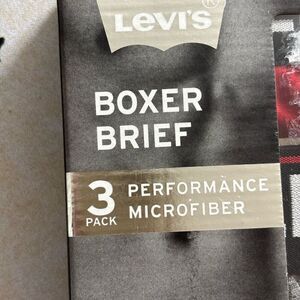 Levi's ®
BOXER
BRIEF
3 PACK
PERFORMANCE
MICROFIBER